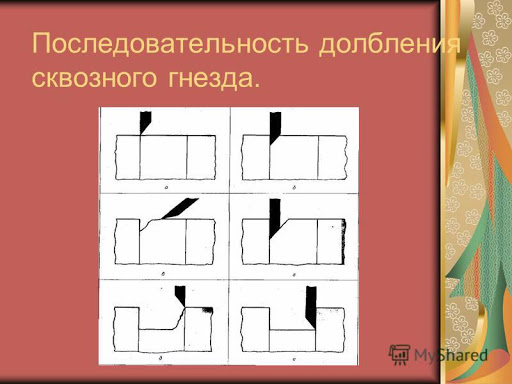 Последовательность долбления
сквозного гнезда.
а
б
в
г
д
е
MyShared